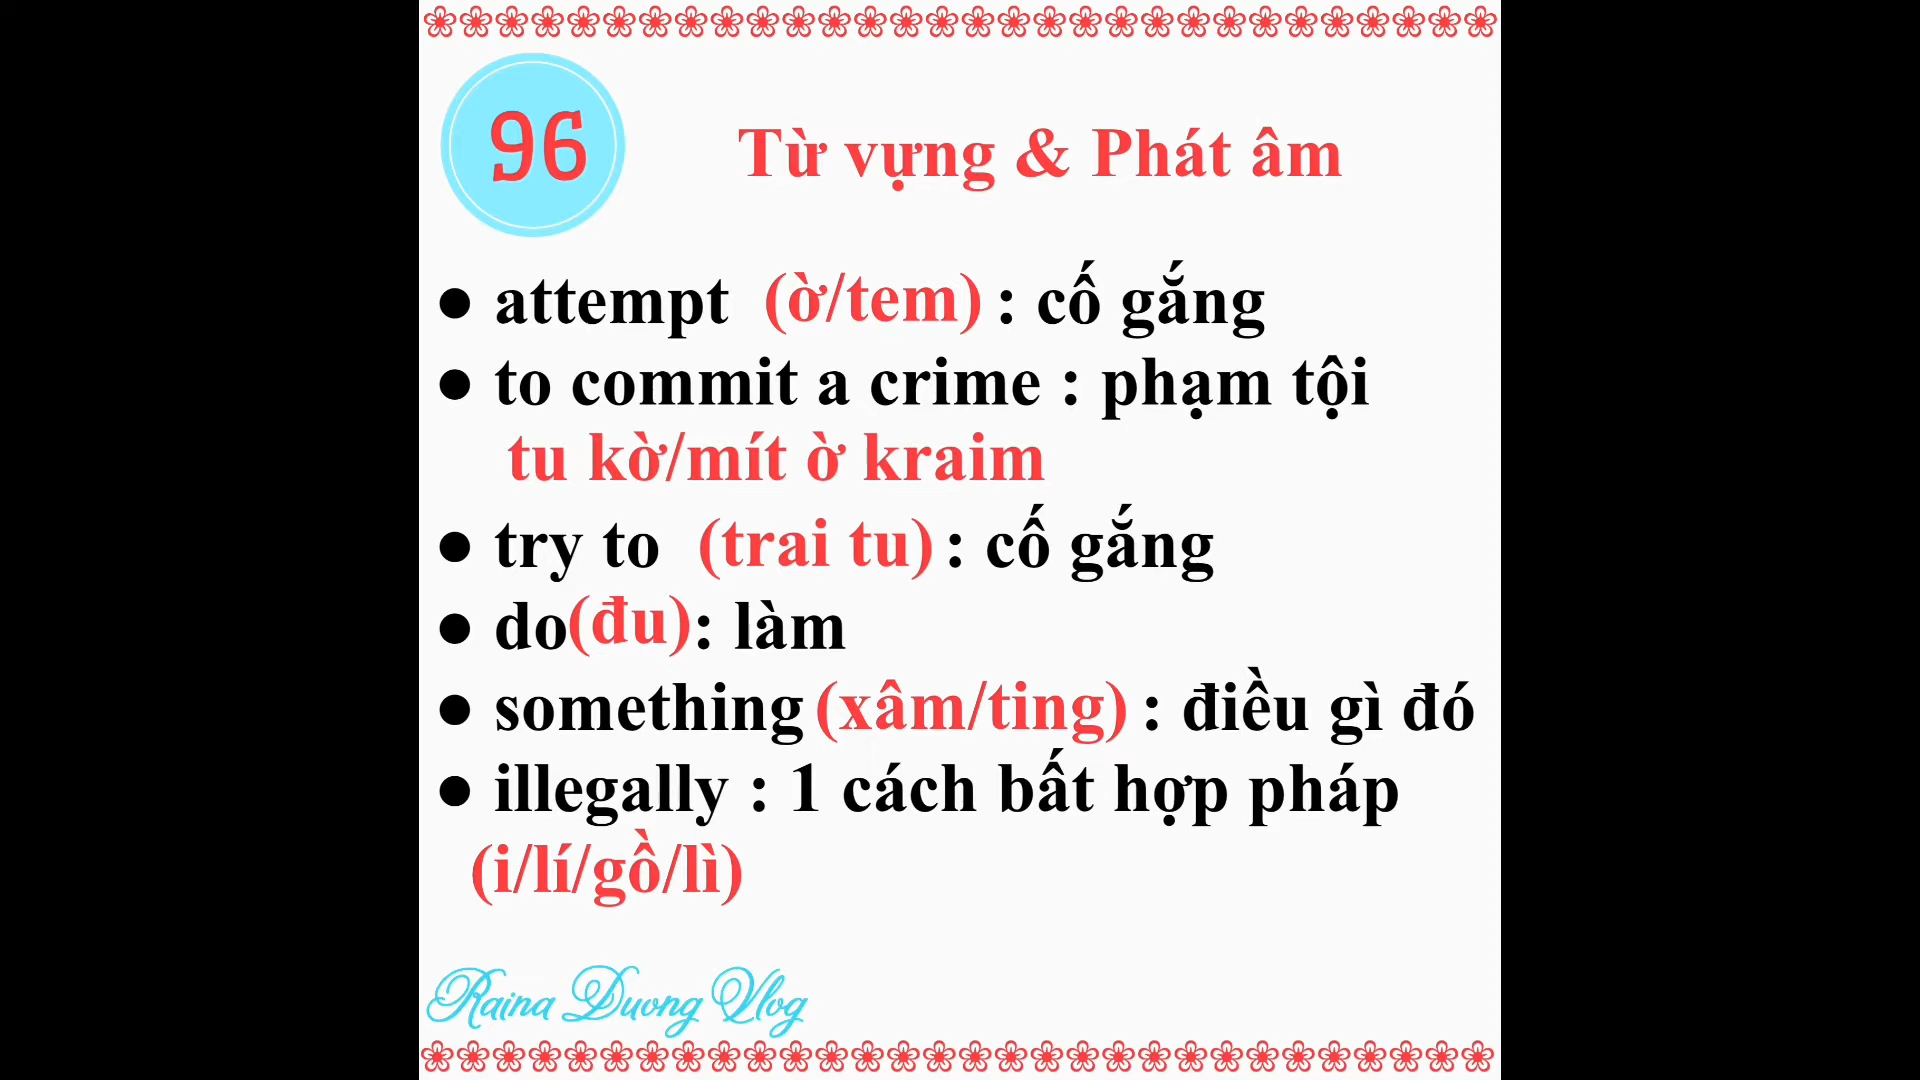 96
Từ vựng & Phát âm
● attempt (ờ/tem) : cố gắng
● to commit a crime : phạm tội
tu kờ/mít ờ kraim
● try to (trai tu) : cố gắng
● do(đu): làm
● something (xâm/ting) : điều gì đó
● illegally : 1 cách bất hợp pháp
(i/lí/gồ/lì)
Raina Duong Vlog